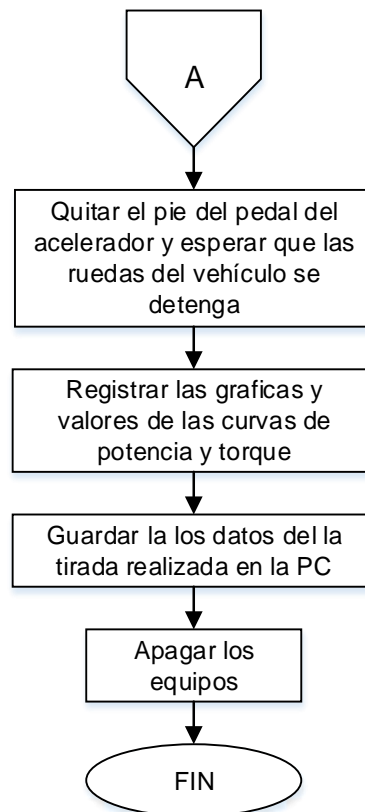 A
Quitar el pie del pedal del
acelerador y esperar que las
ruedas del vehículo se
detenga
Registrar las graficas y
valores de las curvas de
potencia y torque
Guardar la los datos del la
tirada realizada en la PC
Apagar los
equipos
FIN